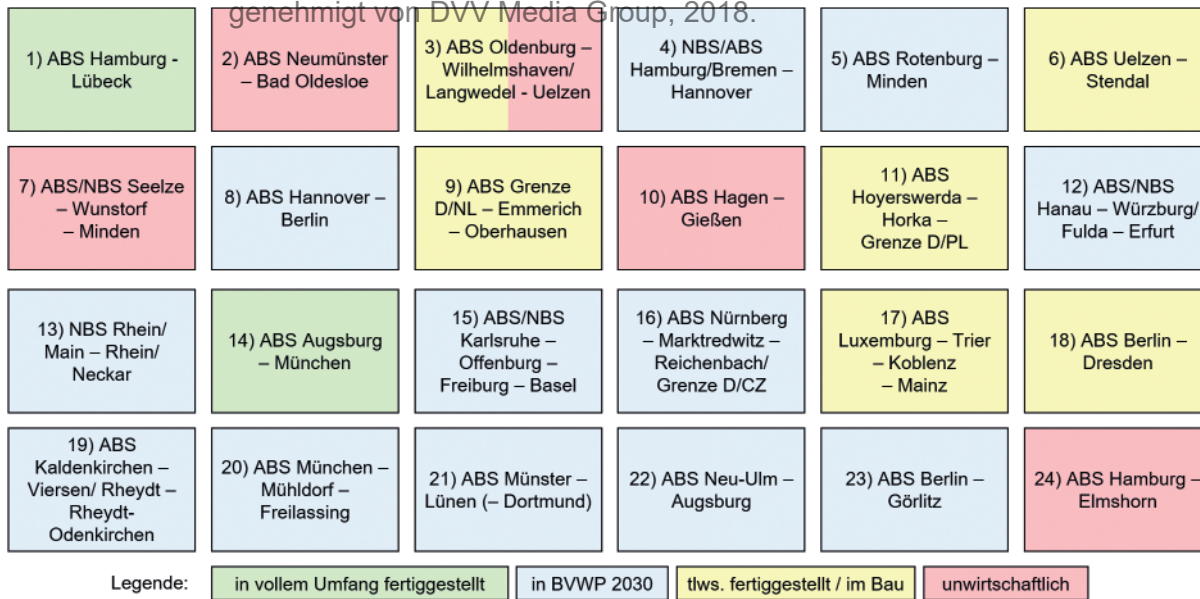 genehmigt von DVV Media Group, 2018.
1) ABS Hamburg -
Lübeck
2) ABS Neumünster
– Bad Oldesloe
3) ABS Oldenburg –
Wilhelmshaven/
Langwedel - Uelzen
4) NBS/ABS
Hamburg/Bremen –
Hannover
5) ABS Rotenburg –
Minden
6) ABS Uelzen –
Stendal
7) ABS/NBS Seelze
– Wunstorf
– Minden
8) ABS Hannover –
Berlin
9) ABS Grenze
D/NL – Emmerich
– Oberhausen
10) ABS Hagen –
Gießen
11) ABS
Hoyerswerda –
Horka –
Grenze D/PL
12) ABS/NBS
Hanau – Würzburg/
Fulda – Erfurt
13) NBS Rhein/
Main – Rhein/
Neckar
14) ABS Augsburg
– München
15) ABS/NBS
Karlsruhe –
Offenburg –
Freiburg – Basel
16) ABS Nürnberg
– Marktredwitz –
Reichenbach/
Grenze D/CZ
17) ABS
Luxemburg – Trier
– Koblenz
– Mainz
18) ABS Berlin –
Dresden
19) ABS
Kaldenkirchen –
Viersen/ Rheydt –
Rheydt-
Odenkirchen
20) ABS München –
Mühldorf –
Freilassing
21) ABS Münster –
Lünen (– Dortmund)
22) ABS Neu-Ulm –
Augsburg
23) ABS Berlin –
Görlitz
24) ABS Hamburg –
Elmshorn
Legende:
in vollem Umfang fertiggestellt
in BVWP 2030
tlws. fertiggestellt / im Bau
unwirtschaftlich